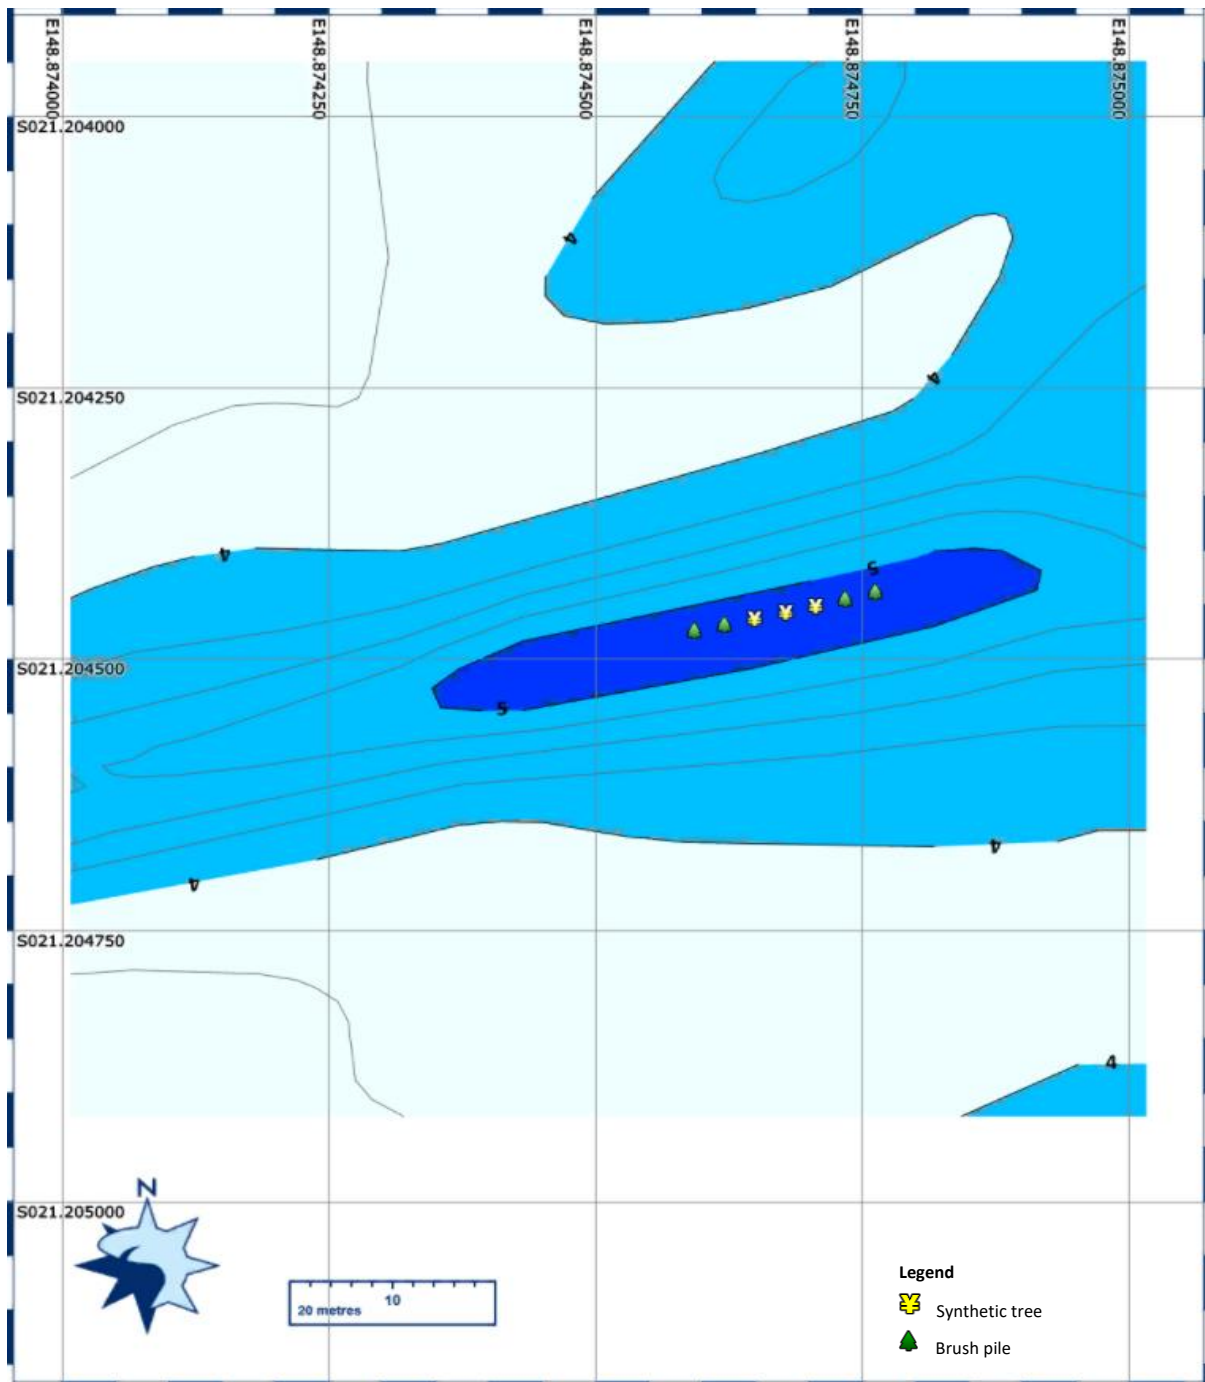 E148.874000
E148.874250
E148.874500
E148.874750
E148.875000
S021.204000
4
S021.204250
4
4
5
S021.204500
5
4
4
S021.204750
4
S021.205000
N
10
20 metres
Legend
Synthetic tree
Brush pile